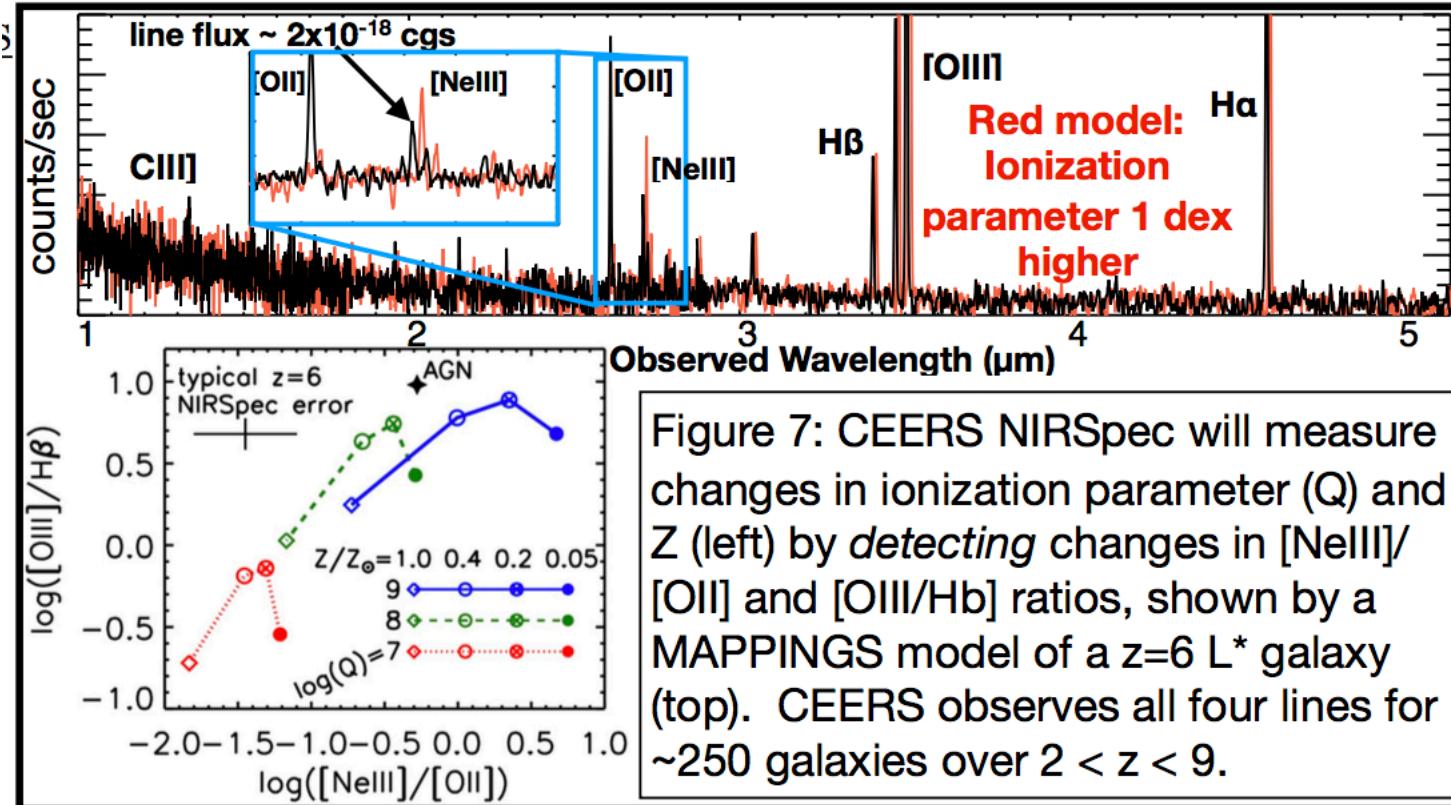 line flux ~ 2x10⁻¹⁸ cgs
[OII]
[NeIII]
[OII]
[NeIII]
CIII]
Hβ
[OIII]
Hα
Red model:
Ionization
parameter 1 dex
higher
counts/sec
1 2 3 4 5
Observed Wavelength (µm)
typical z=6
NIRSpec error
AGN
1.0
0.5
0.0
−0.5
−1.0
log([OIII]/Hβ)
Z/Z⊙=1.0 0.4 0.2 0.05
9
8
log(Q)=7
−2.0 −1.5 −1.0 −0.5 0.0 0.5 1.0
log([NeIII]/[OII])
Figure 7: CEERS NIRSpec will measure
changes in ionization parameter (Q) and
Z (left) by detecting changes in [NeIII]/
[OII] and [OIII/Hb] ratios, shown by a
MAPPINGS model of a z=6 L* galaxy
(top). CEERS observes all four lines for
~250 galaxies over 2 < z < 9.